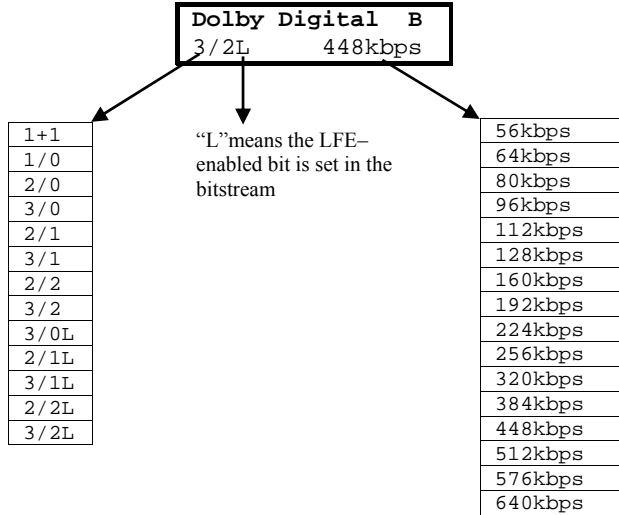 Dolby Digital B
3/2L 448kbps
1+1
1/0
2/0
3/0
2/1
3/1
2/2
3/2
3/0L
2/1L
3/1L
2/2L
3/2L
“L”means the LFE–
enabled bit is set in the
bitstream
56kbps
64kbps
80kbps
96kbps
112kbps
128kbps
160kbps
192kbps
224kbps
256kbps
320kbps
384kbps
448kbps
512kbps
576kbps
640kbps